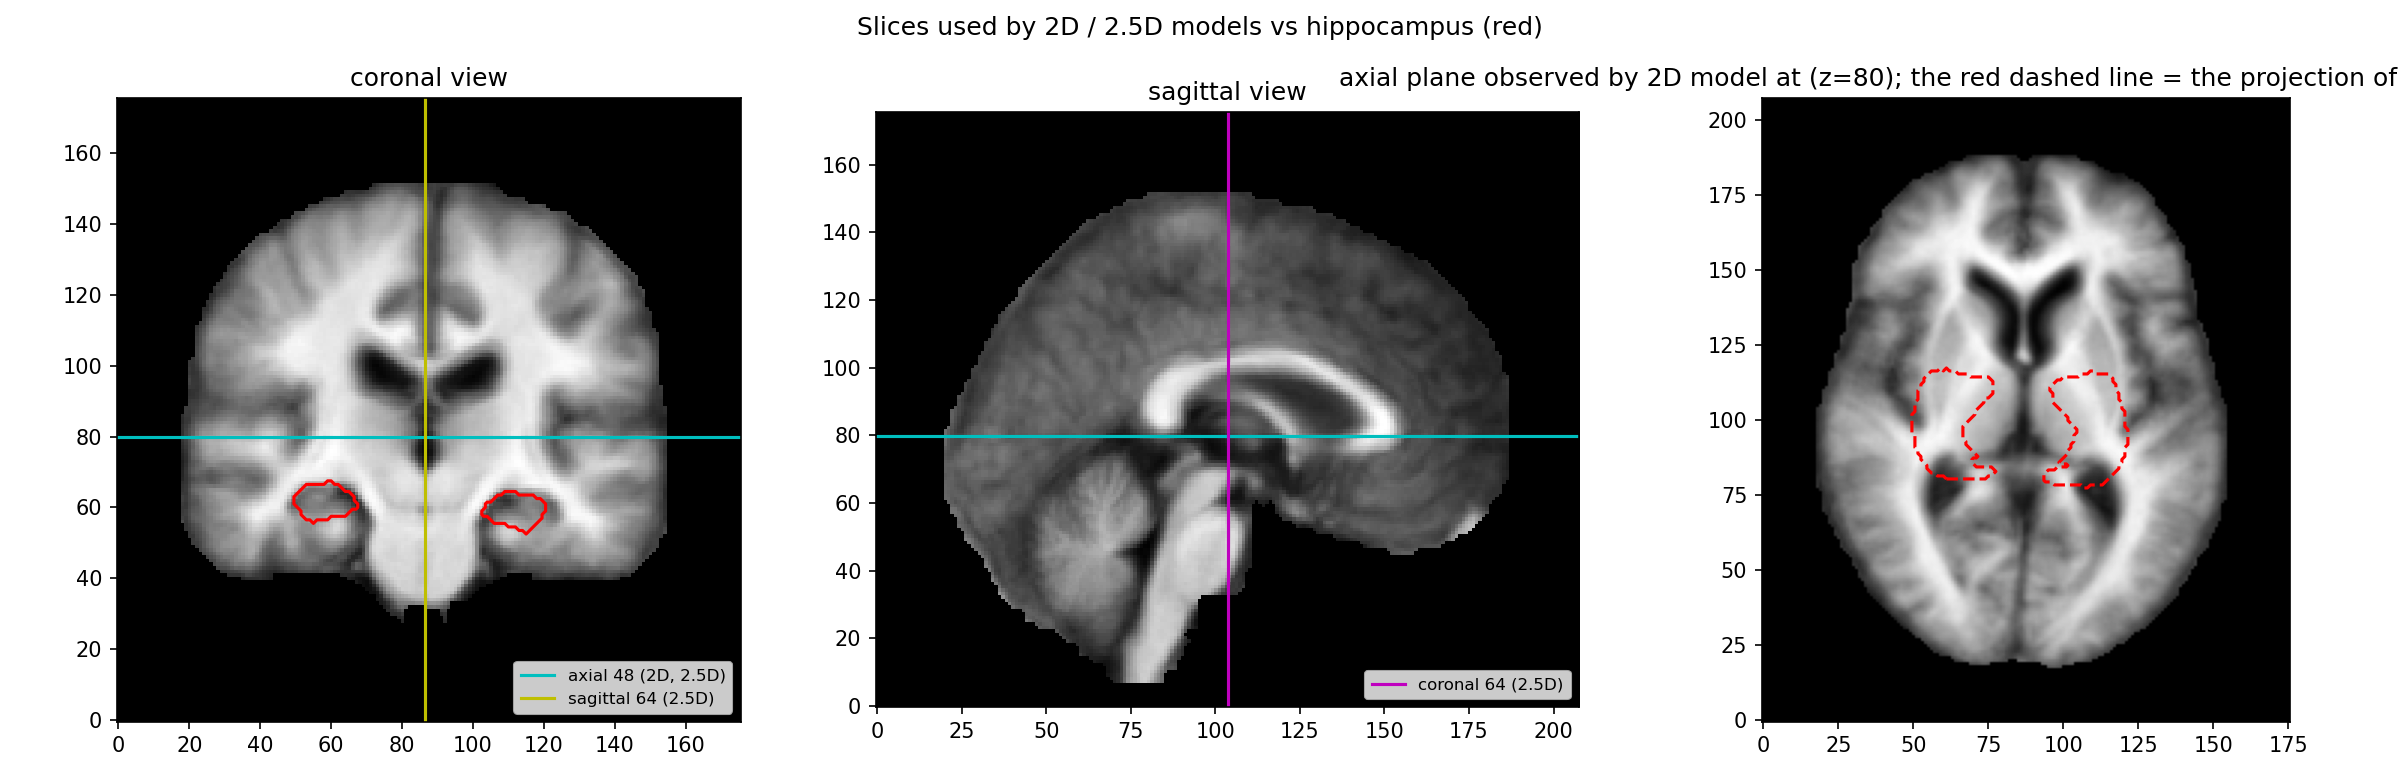 Slices used by 2D / 2.5D models vs hippocampus (red)
coronal view
160
140
120
100
80
60
40
20
0
0 20 40 60 80 100 120 140 160
axial 48 (2D, 2.5D)
sagittal 64 (2.5D)
sagittal view
160
140
120
100
80
60
40
20
0
0 25 50 75 100 125 150 175 200
coronal 64 (2.5D)
axial plane observed by 2D model at (z=80); the red dashed line = the projection of
200
175
150
125
100
75
50
25
0
0 25 50 75 100 125 150 175